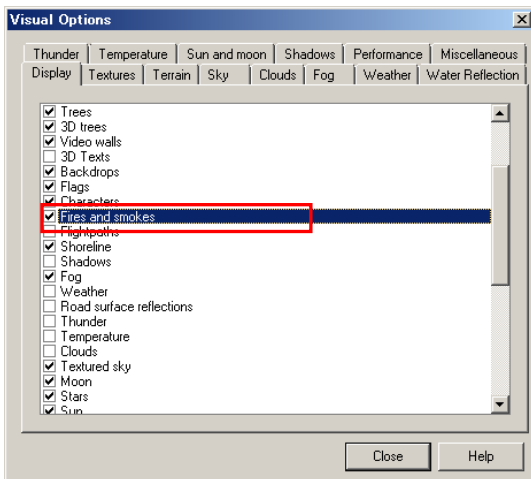 Visual Options
Thunder Temperature Sun and moon Shadows Performance Miscellaneous
Display Textures Terrain Sky Clouds Fog Weather Water Reflection
Trees
3D trees
Video walls
3D Texts
Backdrops
Flags
Characters
Fires and smokes
Flightpaths
Shoreline
Shadows
Fog
Weather
Road surface reflections
Thunder
Temperature
Clouds
Textured sky
Moon
Stars
Sun
Close Help